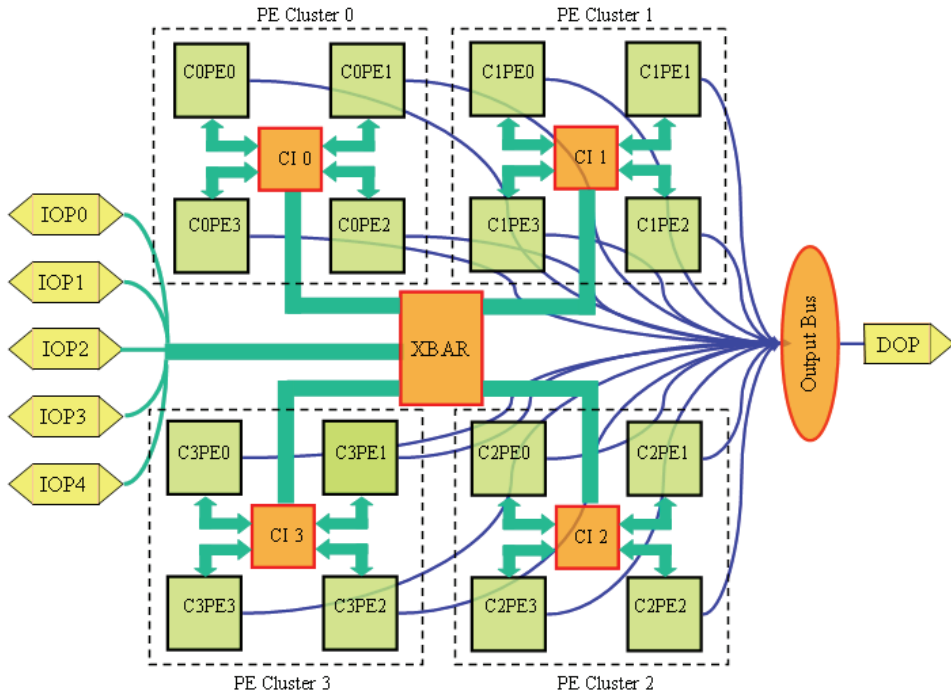 PE Cluster 0
PE Cluster 1
C0PE0
C0PE1
C1PE0
C1PE1
CI 0
CI 1
C0PE3
C0PE2
C1PE3
C1PE2
IOP0
IOP1
IOP2
IOP3
IOP4
XBAR
Output Bus
DOP
C3PE0
C3PE1
C2PE0
C2PE1
CI 3
CI 2
C3PE3
C3PE2
C2PE3
C2PE2
PE Cluster 3
PE Cluster 2